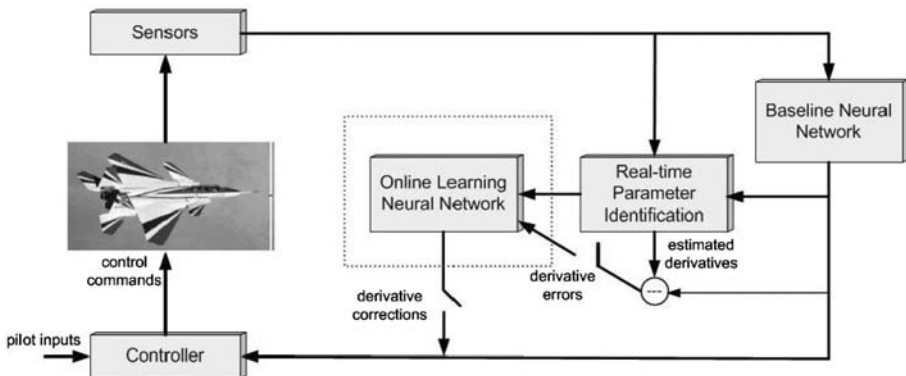 Sensors
Baseline Neural
Network
Online Learning
Neural Network
Real-time
Parameter
Identification
estimated
derivatives
control
commands
derivative
errors
---
derivative
corrections
pilot inputs
Controller